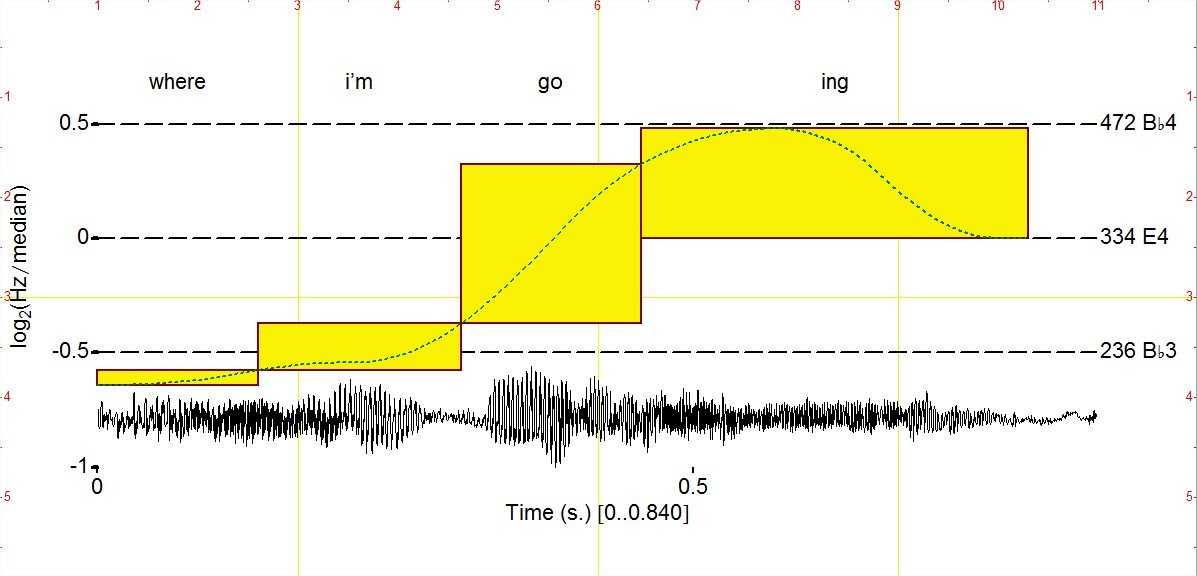 1 2 3 4 5 6 7 8 9 10 11
where i'm go ing
1 1
0.5 472 B♭4
2 2
0 334 E4
3 3
-0.5 236 B♭3
4 4
-1
0 0.5
5 5
Time (s.) [0..0.840]
log₂(Hz/median)